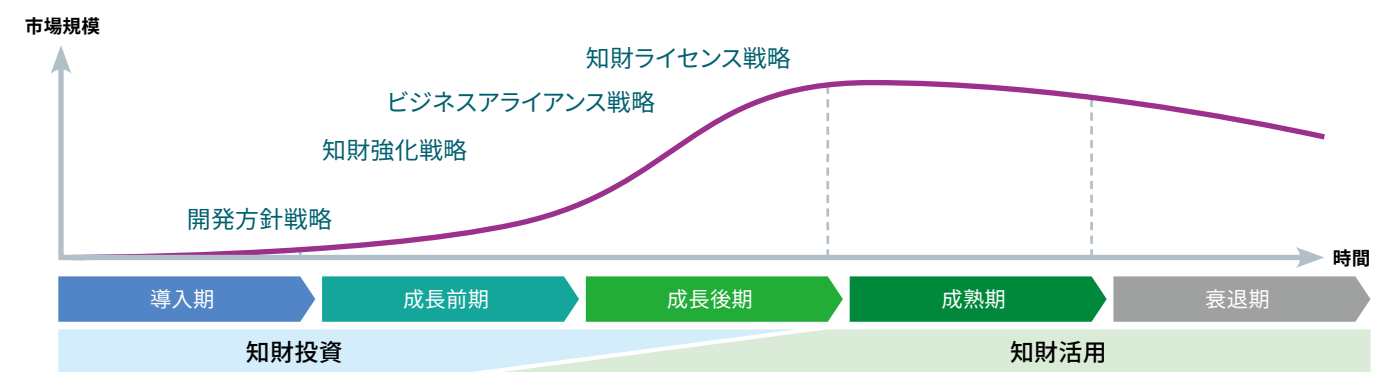 市場規模
知財ライセンス戦略
ビジネスアライアンス戦略
知財強化戦略
開発方針戦略
時間
導入期
成長前期
成長後期
成熟期
衰退期
知財投資
知財活用